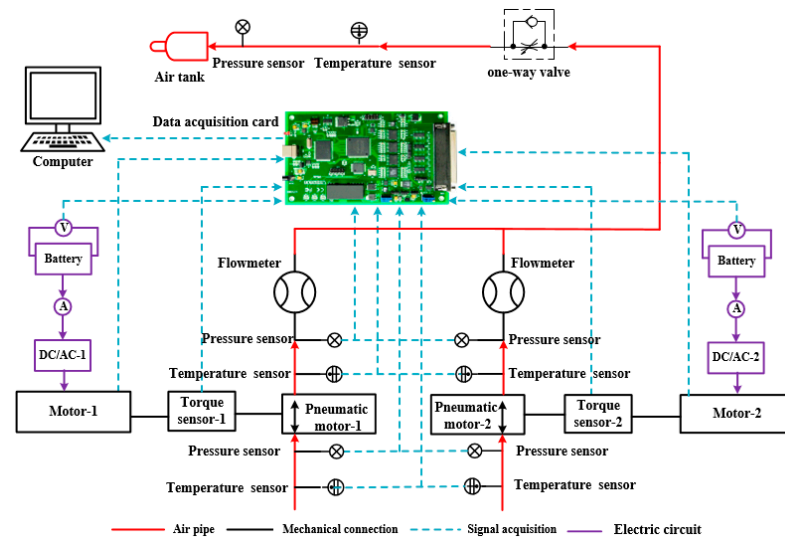 Air tank
Pressure sensor
Temperature sensor
one-way valve
Data acquisition card
Computer
V
Battery
A
DC/AC-1
Motor-1
Torque
sensor-1
Pneumatic
motor-1
Flowmeter
Flowmeter
Pressure sensor
Pressure sensor
Temperature sensor
Temperature sensor
Pneumatic
motor-2
Torque
sensor-2
Motor-2
V
Battery
A
DC/AC-2
Pressure sensor
Pressure sensor
Temperature sensor
Temperature sensor
Air pipe
Mechanical connection
Signal acquisition
Electric circuit